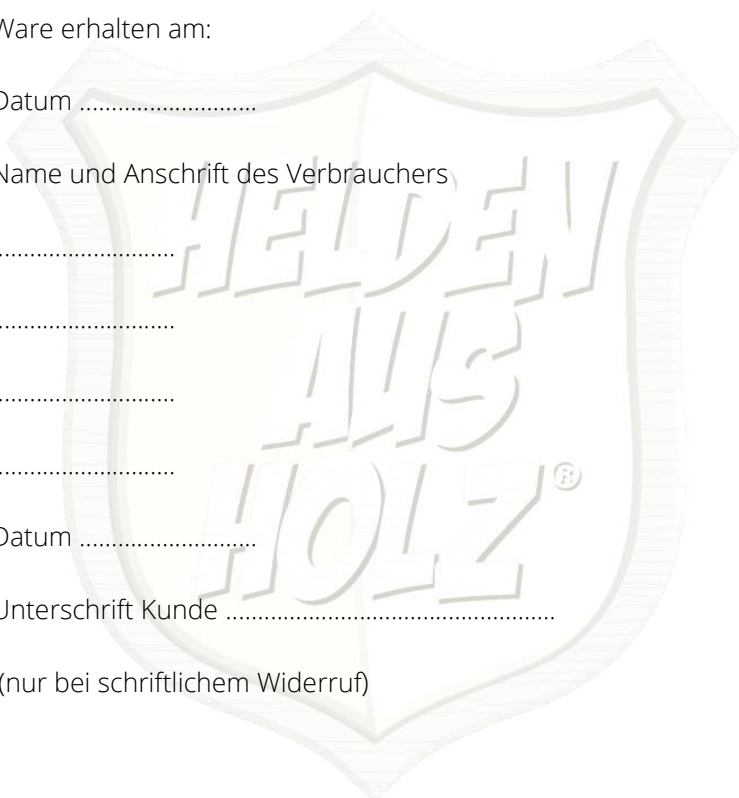 Ware erhalten am:
Datum ............................
Name und Anschrift des Verbrauchers
............................
............................
............................
............................
Datum ............................
Unterschrift Kunde ....................................................
(nur bei schriftlichem Widerruf)
HELDEN
AUS
HOLZ®